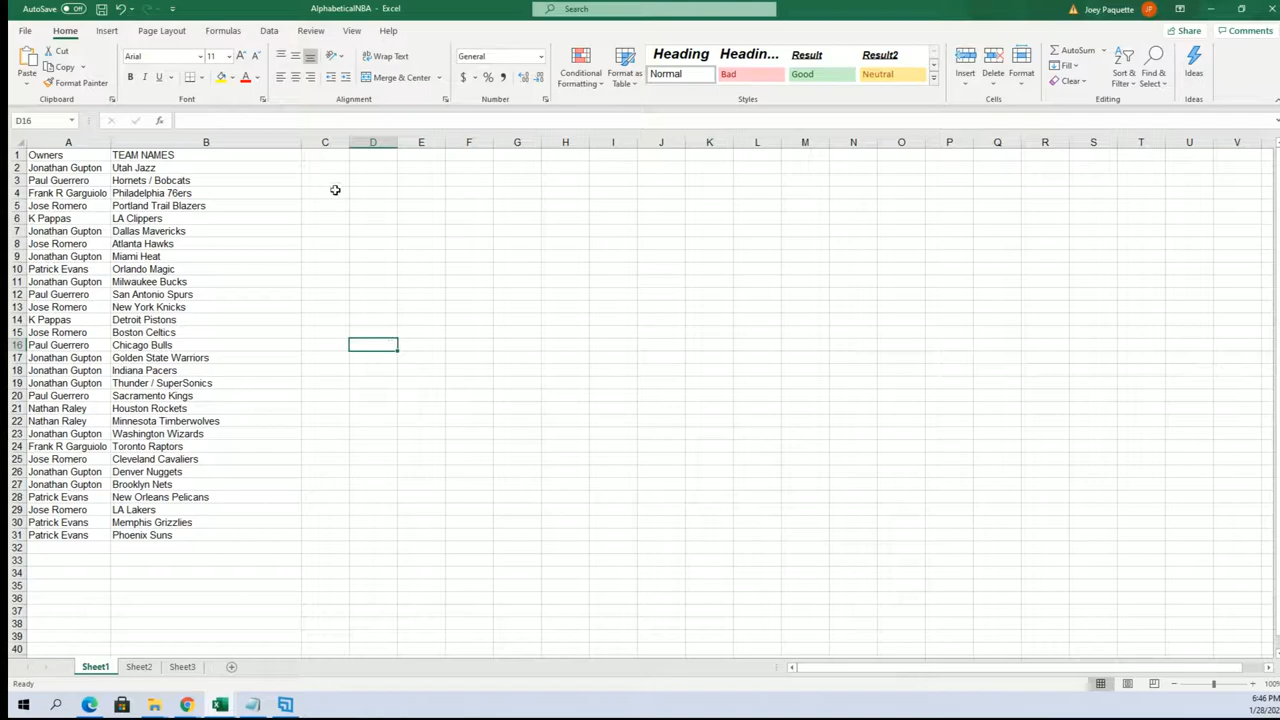 AutoSave Off AlphabeticalNBA - Excel Search Joey Paquette JP
File Home Insert Page Layout Formulas Data Review View Help Share Comments
Cut Arial 11 Wrap Text General Heading Headin... Result Result2 AutoSum
Copy Fill
Paste Format Painter Merge & Center Conditional Formatting Format as Table Normal Bad Good Neutral Insert Delete Format Clear Sort & Filter Find & Select Ideas
Clipboard Font Alignment Number Styles Cells Editing Ideas
D16 fx
A B C D E F G H I J K L M N O P Q R S T U V
1 Owners TEAM NAMES
2 Jonathan Gupton Utah Jazz
3 Paul Guerrero Hornets / Bobcats
4 Frank R Garguiolo Philadelphia 76ers
5 Jose Romero Portland Trail Blazers
6 K Pappas LA Clippers
7 Jonathan Gupton Dallas Mavericks
8 Jose Romero Atlanta Hawks
9 Jonathan Gupton Miami Heat
10 Patrick Evans Orlando Magic
11 Jonathan Gupton Milwaukee Bucks
12 Paul Guerrero San Antonio Spurs
13 Jose Romero New York Knicks
14 K Pappas Detroit Pistons
15 Jose Romero Boston Celtics
16 Paul Guerrero Chicago Bulls
17 Jonathan Gupton Golden State Warriors
18 Jonathan Gupton Indiana Pacers
19 Jonathan Gupton Thunder / SuperSonics
20 Paul Guerrero Sacramento Kings
21 Nathan Raley Houston Rockets
22 Nathan Raley Minnesota Timberwolves
23 Jonathan Gupton Washington Wizards
24 Frank R Garguiolo Toronto Raptors
25 Jose Romero Cleveland Cavaliers
26 Jonathan Gupton Denver Nuggets
27 Jonathan Gupton Brooklyn Nets
28 Patrick Evans New Orleans Pelicans
29 Jose Romero LA Lakers
30 Patrick Evans Memphis Grizzlies
31 Patrick Evans Phoenix Suns
32
33
34
35
36
37
38
39
40
Sheet1 Sheet2 Sheet3
Ready 100%
6:46 PM
1/28/202